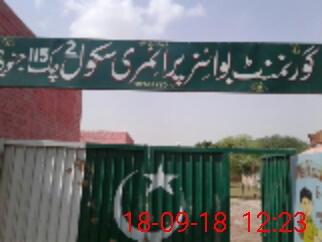 گورنمنٹ بوائز پرائمری سکول 2 چک 115 جنوبی
18-09-18 12:23